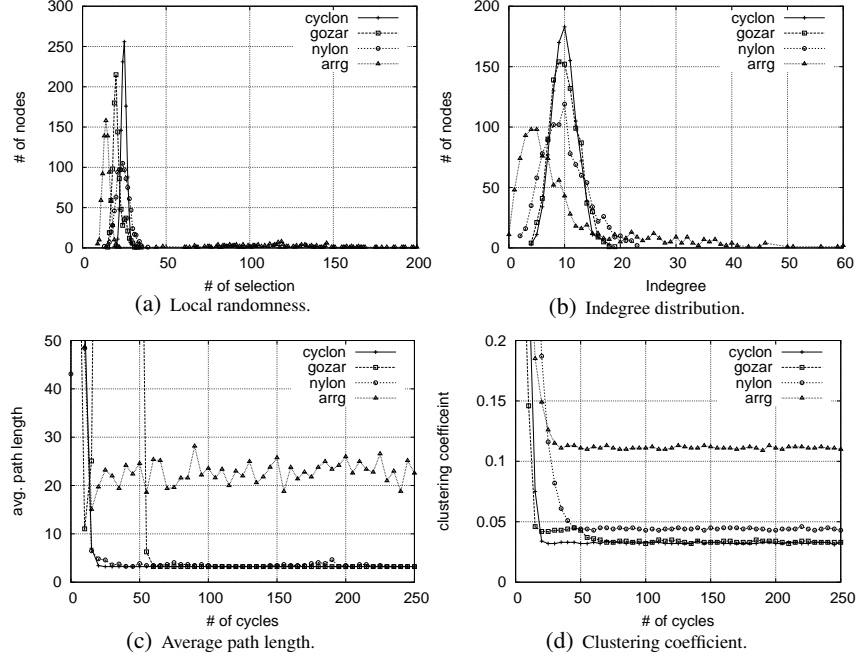 300
250
200
150
100
50
0
# of nodes
0 50 100 150 200
# of selection
cyclon
gozar
nylon
arrg
(a) Local randomness.
200
150
100
50
0
# of nodes
0 10 20 30 40 50 60
Indegree
cyclon
gozar
nylon
arrg
(b) Indegree distribution.
50
40
30
20
10
0
avg. path length
0 50 100 150 200 250
# of cycles
cyclon
gozar
nylon
arrg
(c) Average path length.
0.2
0.15
0.1
0.05
0
clustering coefficeint
0 50 100 150 200 250
# of cycles
cyclon
gozar
nylon
arrg
(d) Clustering coefficient.